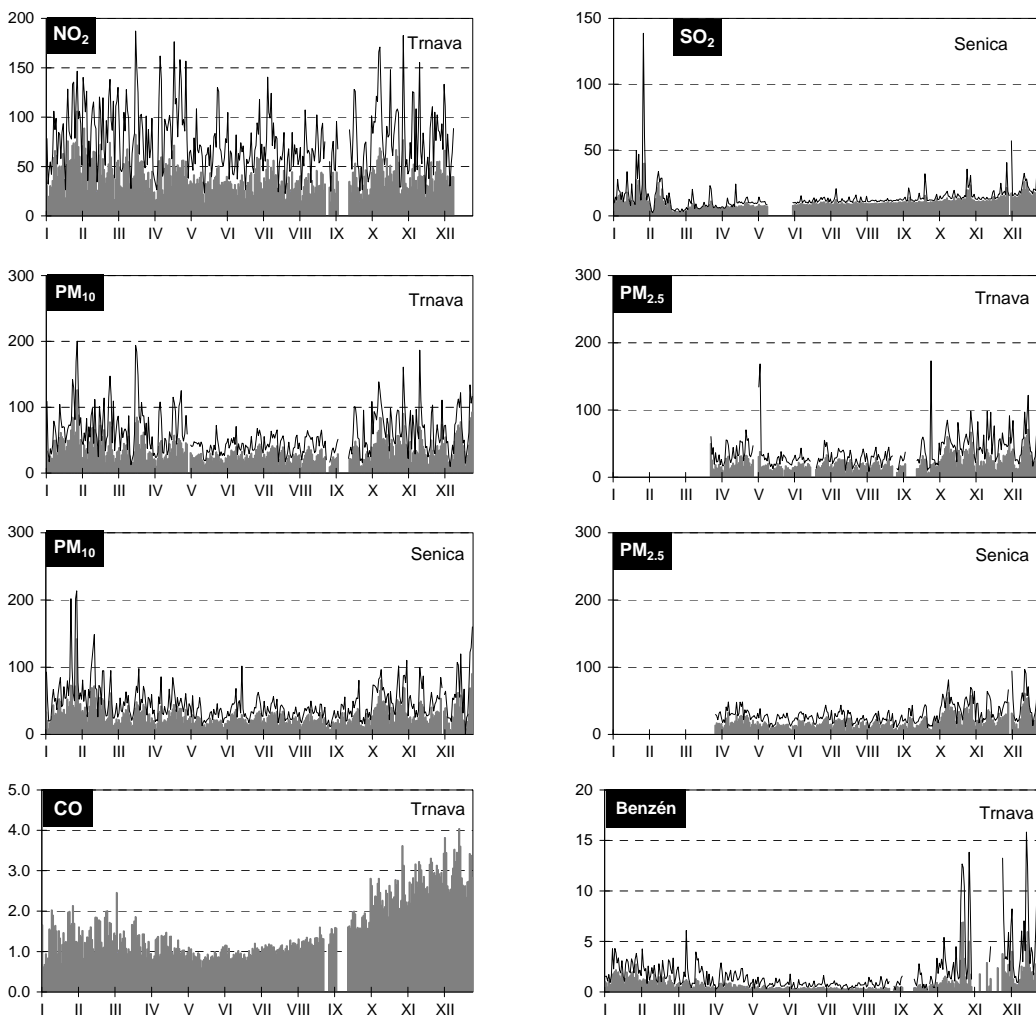 NO2
Trnava
200
150
100
50
0
I II III IV V VI VII VIII IX X XI XII
SO2
Senica
150
100
50
0
I II III IV V VI VII VIII IX X XI XII
PM10
Trnava
300
200
100
0
I II III IV V VI VII VIII IX X XI XII
PM2.5
Trnava
300
200
100
0
I II III IV V VI VII VIII IX X XI XII
PM10
Senica
300
200
100
0
I II III IV V VI VII VIII IX X XI XII
PM2.5
Senica
300
200
100
0
I II III IV V VI VII VIII IX X XI XII
CO
Trnava
5.0
4.0
3.0
2.0
1.0
0.0
I II III IV V VI VII VIII IX X XI XII
Benzén
Trnava
20
15
10
5
0
I II III IV V VI VII VIII IX X XI XII